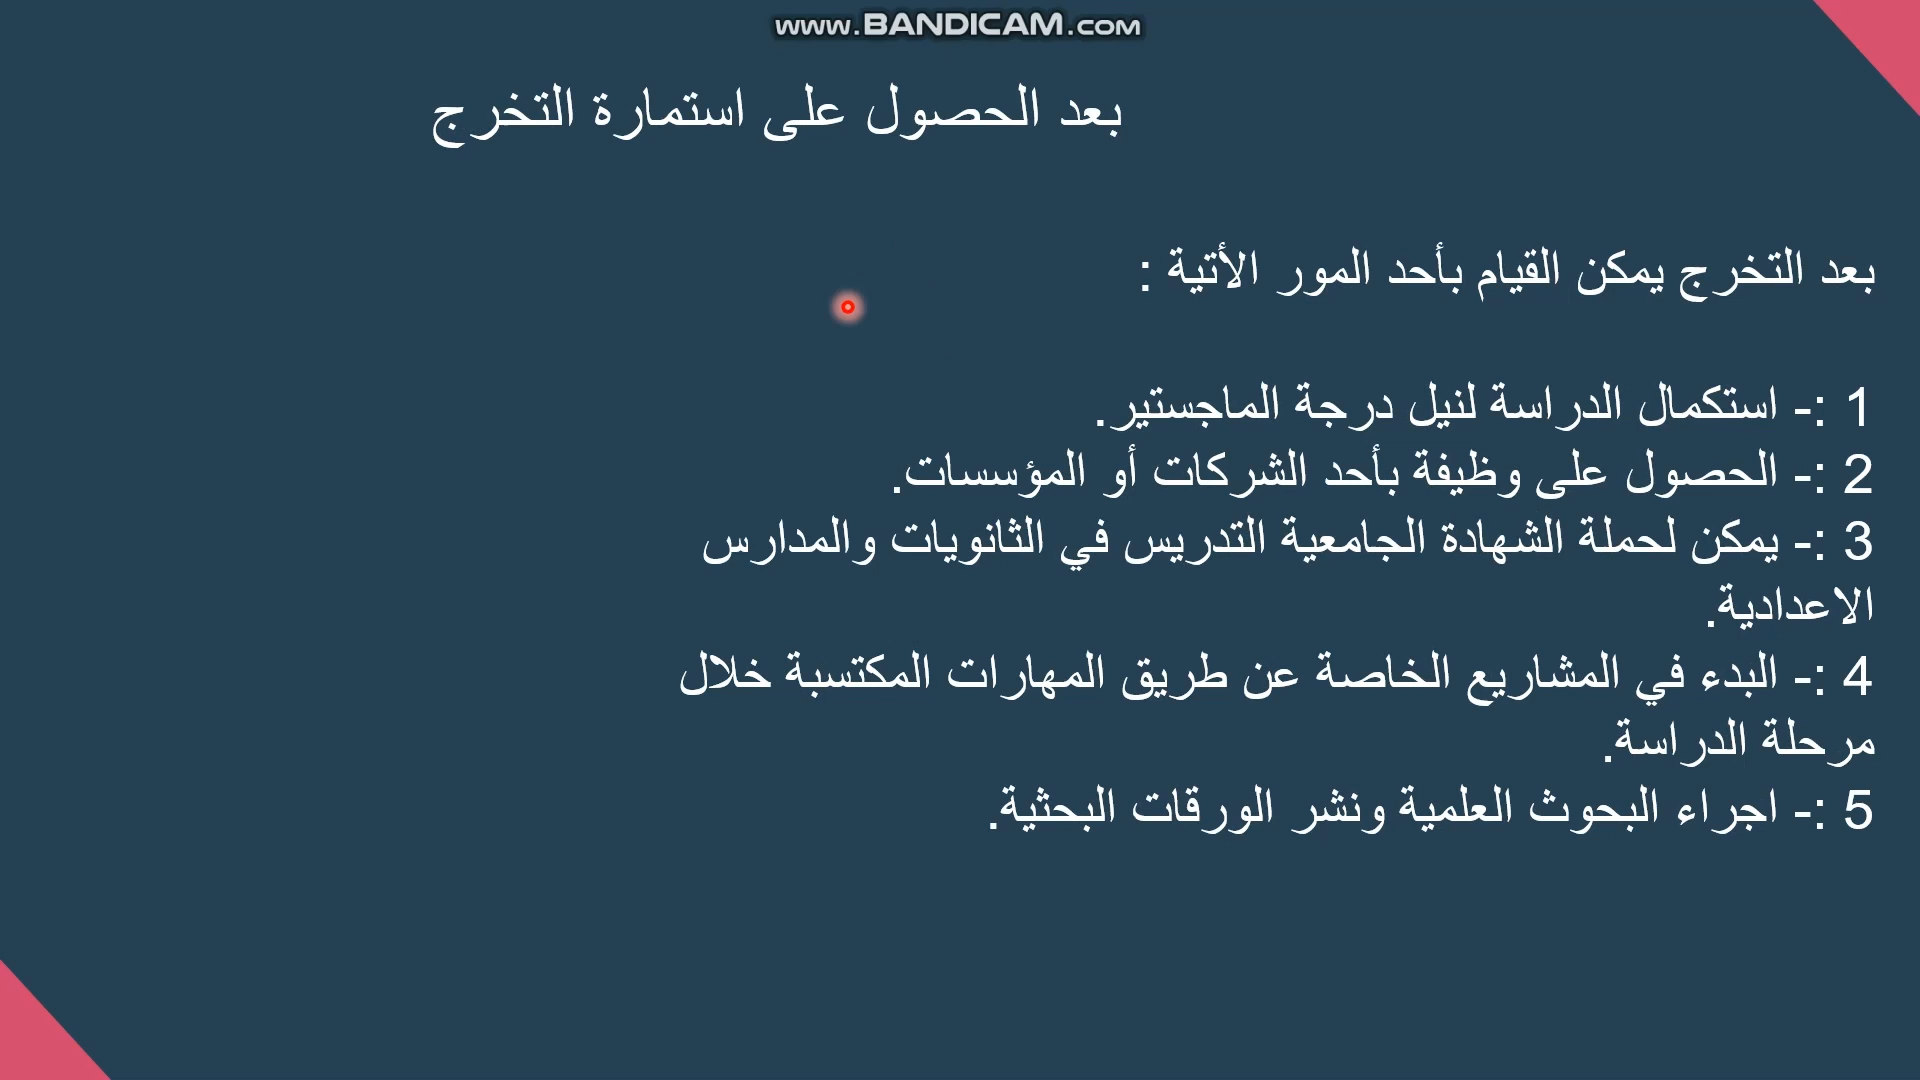 www.BANDICAM.com
بعد الحصول على استمارة التخرج
بعد التخرج يمكن القيام بأحد المور الأتية :
1 :- استكمال الدراسة لنيل درجة الماجستير.
2 :- الحصول على وظيفة بأحد الشركات أو المؤسسات.
3 :- يمكن لحملة الشهادة الجامعية التدريس في الثانويات والمدارس
الاعدادية.
4 :- البدء في المشاريع الخاصة عن طريق المهارات المكتسبة خلال
مرحلة الدراسة.
5 :- اجراء البحوث العلمية ونشر الورقات البحثية.